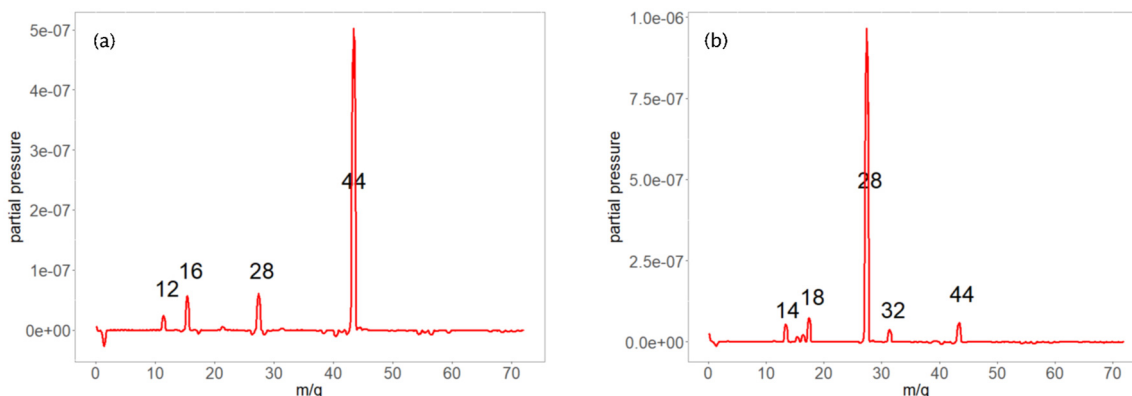 (a)
5e-07
4e-07
3e-07
2e-07
1e-07
0e+00
partial pressure
12
16
28
44
0 10 20 30 40 50 60 70
m/q
(b)
1.0e-06
7.5e-07
5.0e-07
2.5e-07
0.0e+00
partial pressure
14
18
28
32
44
0 10 20 30 40 50 60 70
m/q